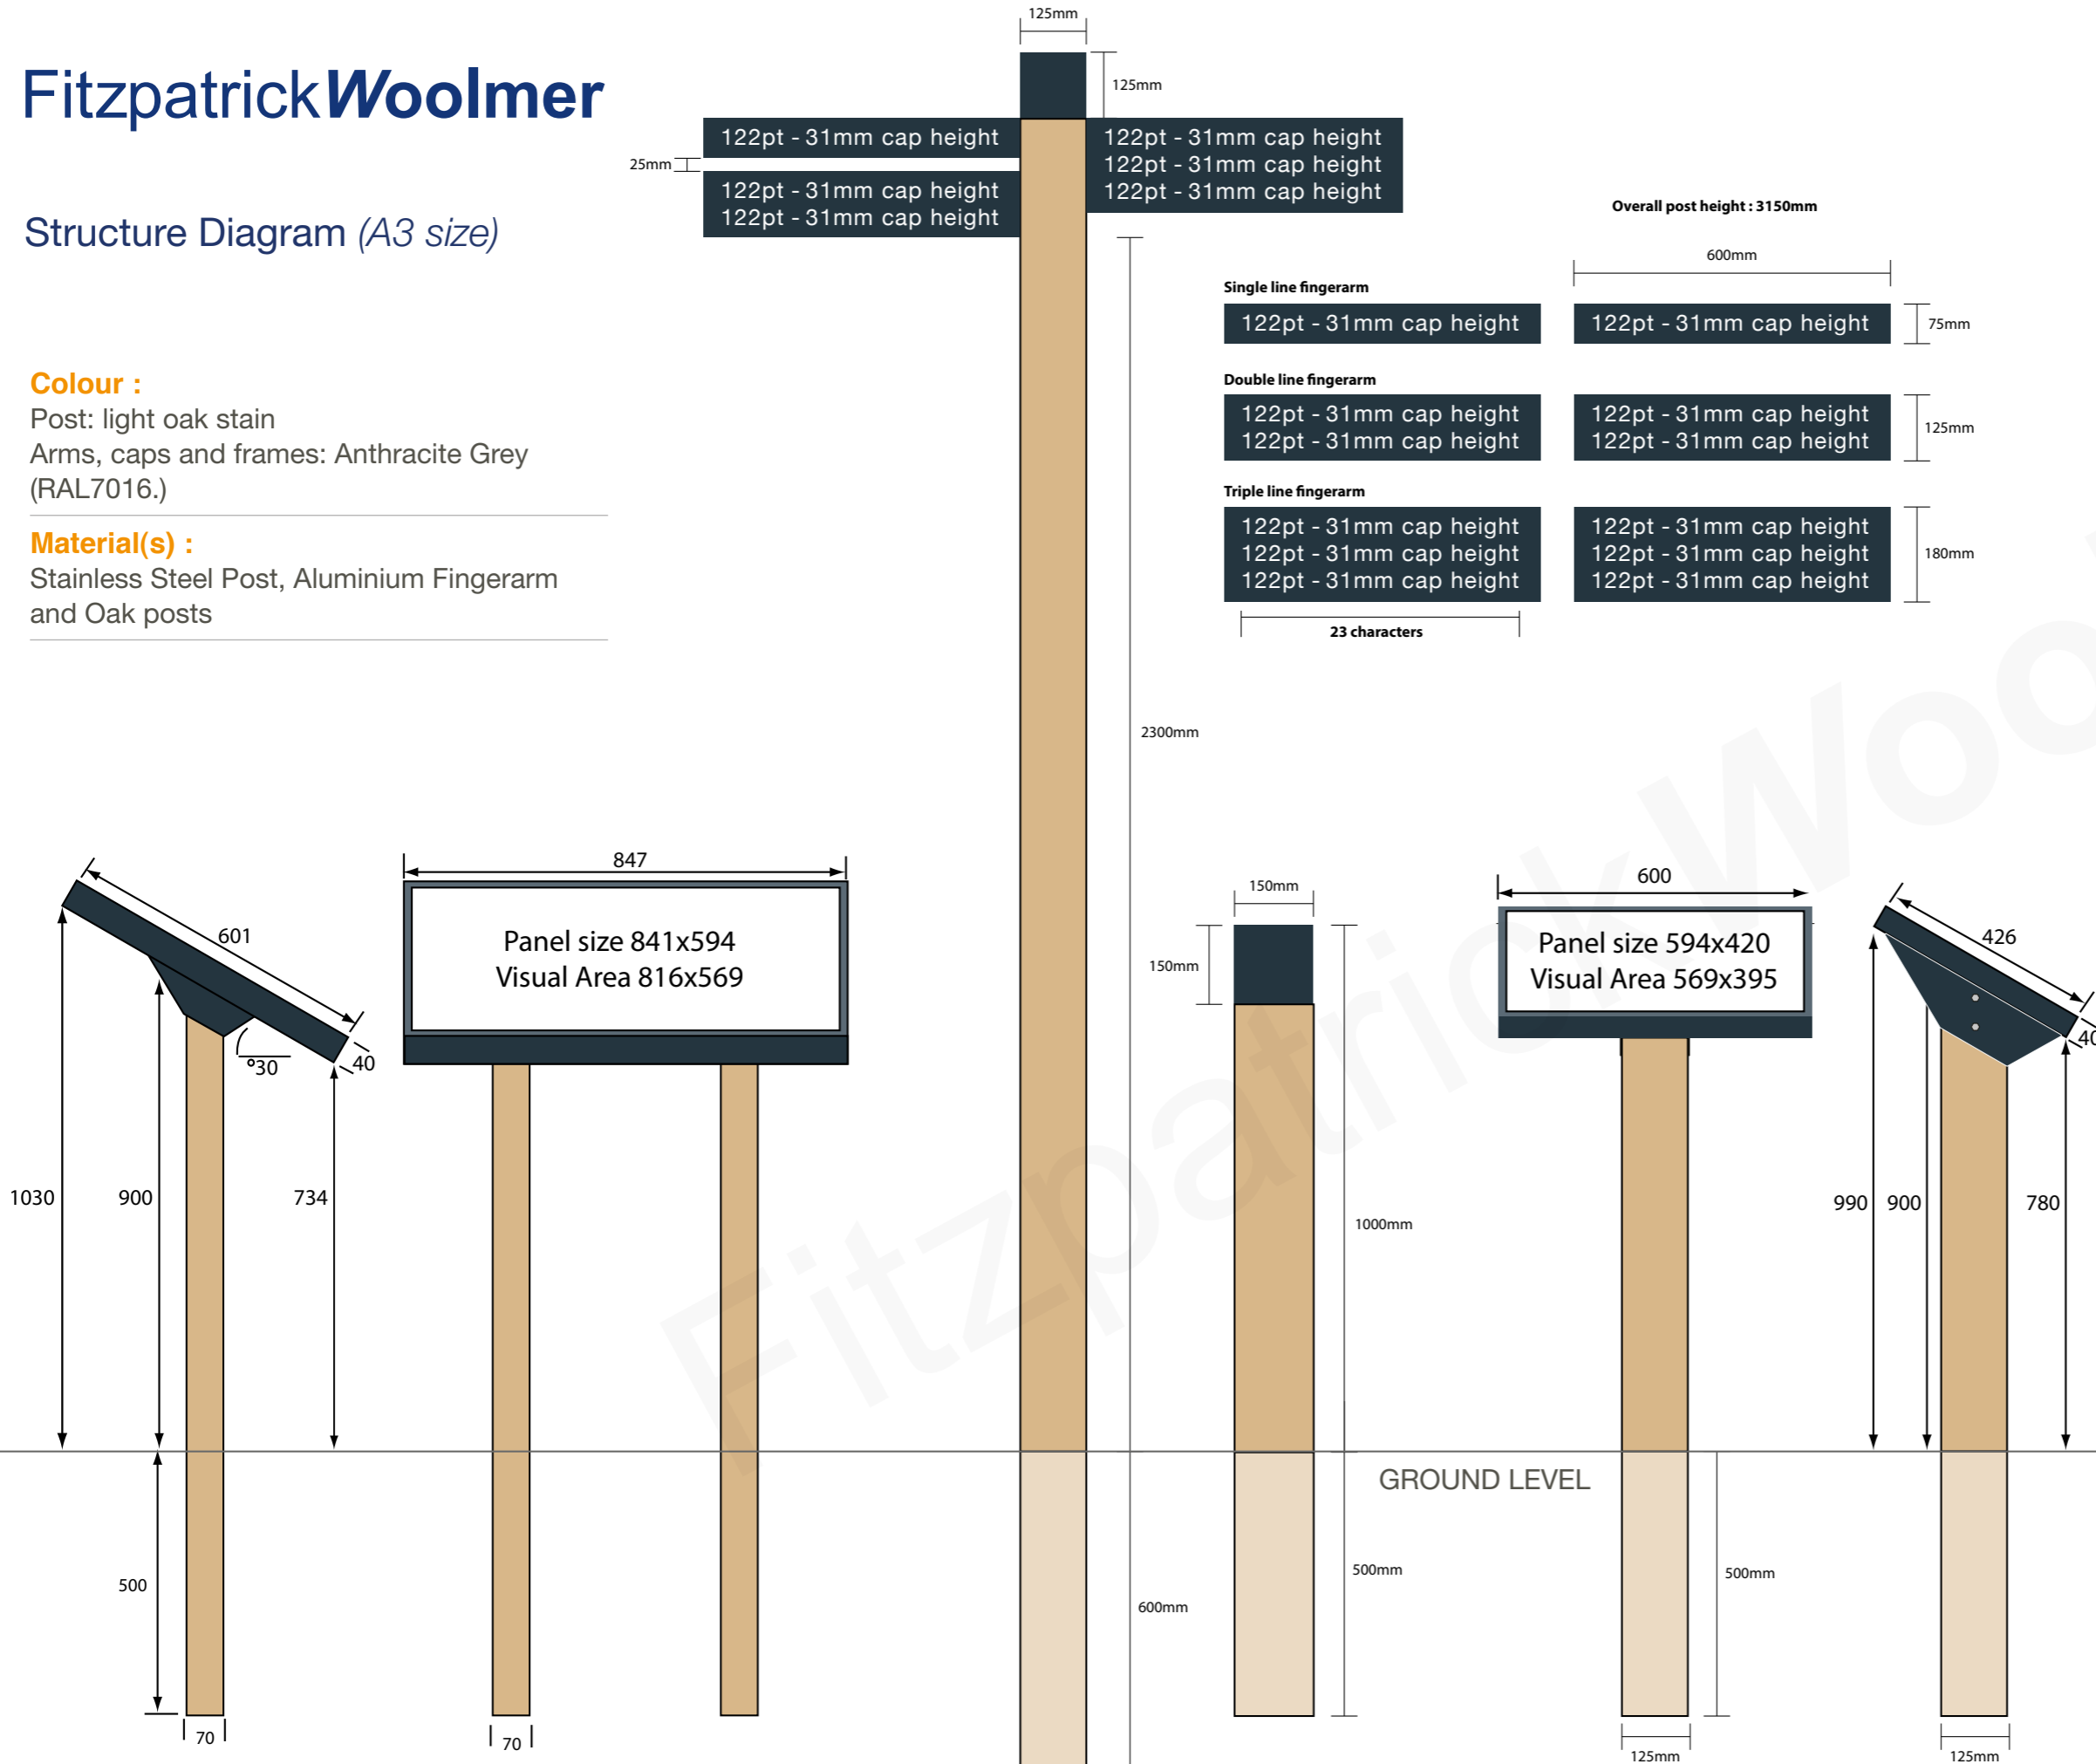 FitzpatrickWoolmer
Structure Diagram (A3 size)
Colour :
Post: light oak stain
Arms, caps and frames: Anthracite Grey
(RAL7016.)
Material(s) :
Stainless Steel Post, Aluminium Fingerarm
and Oak posts
125mm
125mm
122pt - 31mm cap height
25mm
122pt - 31mm cap height
122pt - 31mm cap height
122pt - 31mm cap height
122pt - 31mm cap height
122pt - 31mm cap height
2300mm
600mm
Overall post height : 3150mm
600mm
Single line fingerarm
122pt - 31mm cap height
122pt - 31mm cap height
75mm
Double line fingerarm
122pt - 31mm cap height
122pt - 31mm cap height
122pt - 31mm cap height
122pt - 31mm cap height
125mm
Triple line fingerarm
122pt - 31mm cap height
122pt - 31mm cap height
122pt - 31mm cap height
122pt - 31mm cap height
122pt - 31mm cap height
122pt - 31mm cap height
180mm
23 characters
601
°30
40
1030
900
734
500
70
847
Panel size 841x594
Visual Area 816x569
70
150mm
150mm
1000mm
500mm
GROUND LEVEL
600
Panel size 594x420
Visual Area 569x395
500mm
125mm
426
40
990
900
780
125mm
FitzpatrickWoo